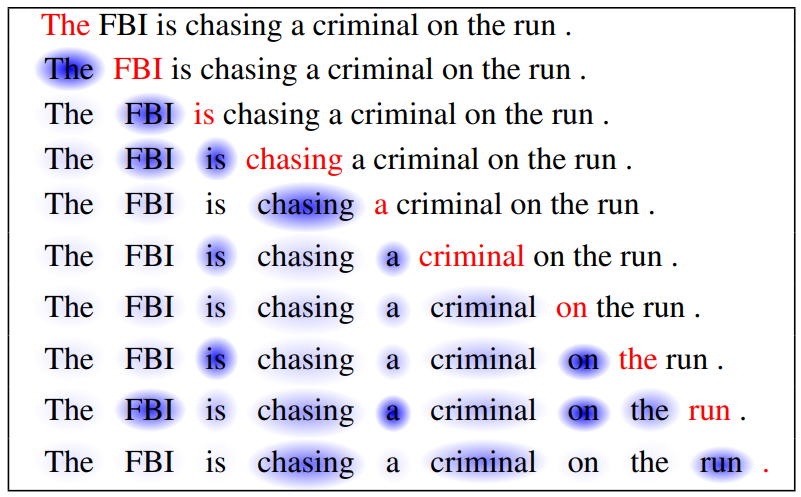 The FBI is chasing a criminal on the run .
The FBI is chasing a criminal on the run .
The FBI is chasing a criminal on the run .
The FBI is chasing a criminal on the run .
The FBI is chasing a criminal on the run .
The FBI is chasing a criminal on the run .
The FBI is chasing a criminal on the run .
The FBI is chasing a criminal on the run .
The FBI is chasing a criminal on the run .
The FBI is chasing a criminal on the run .